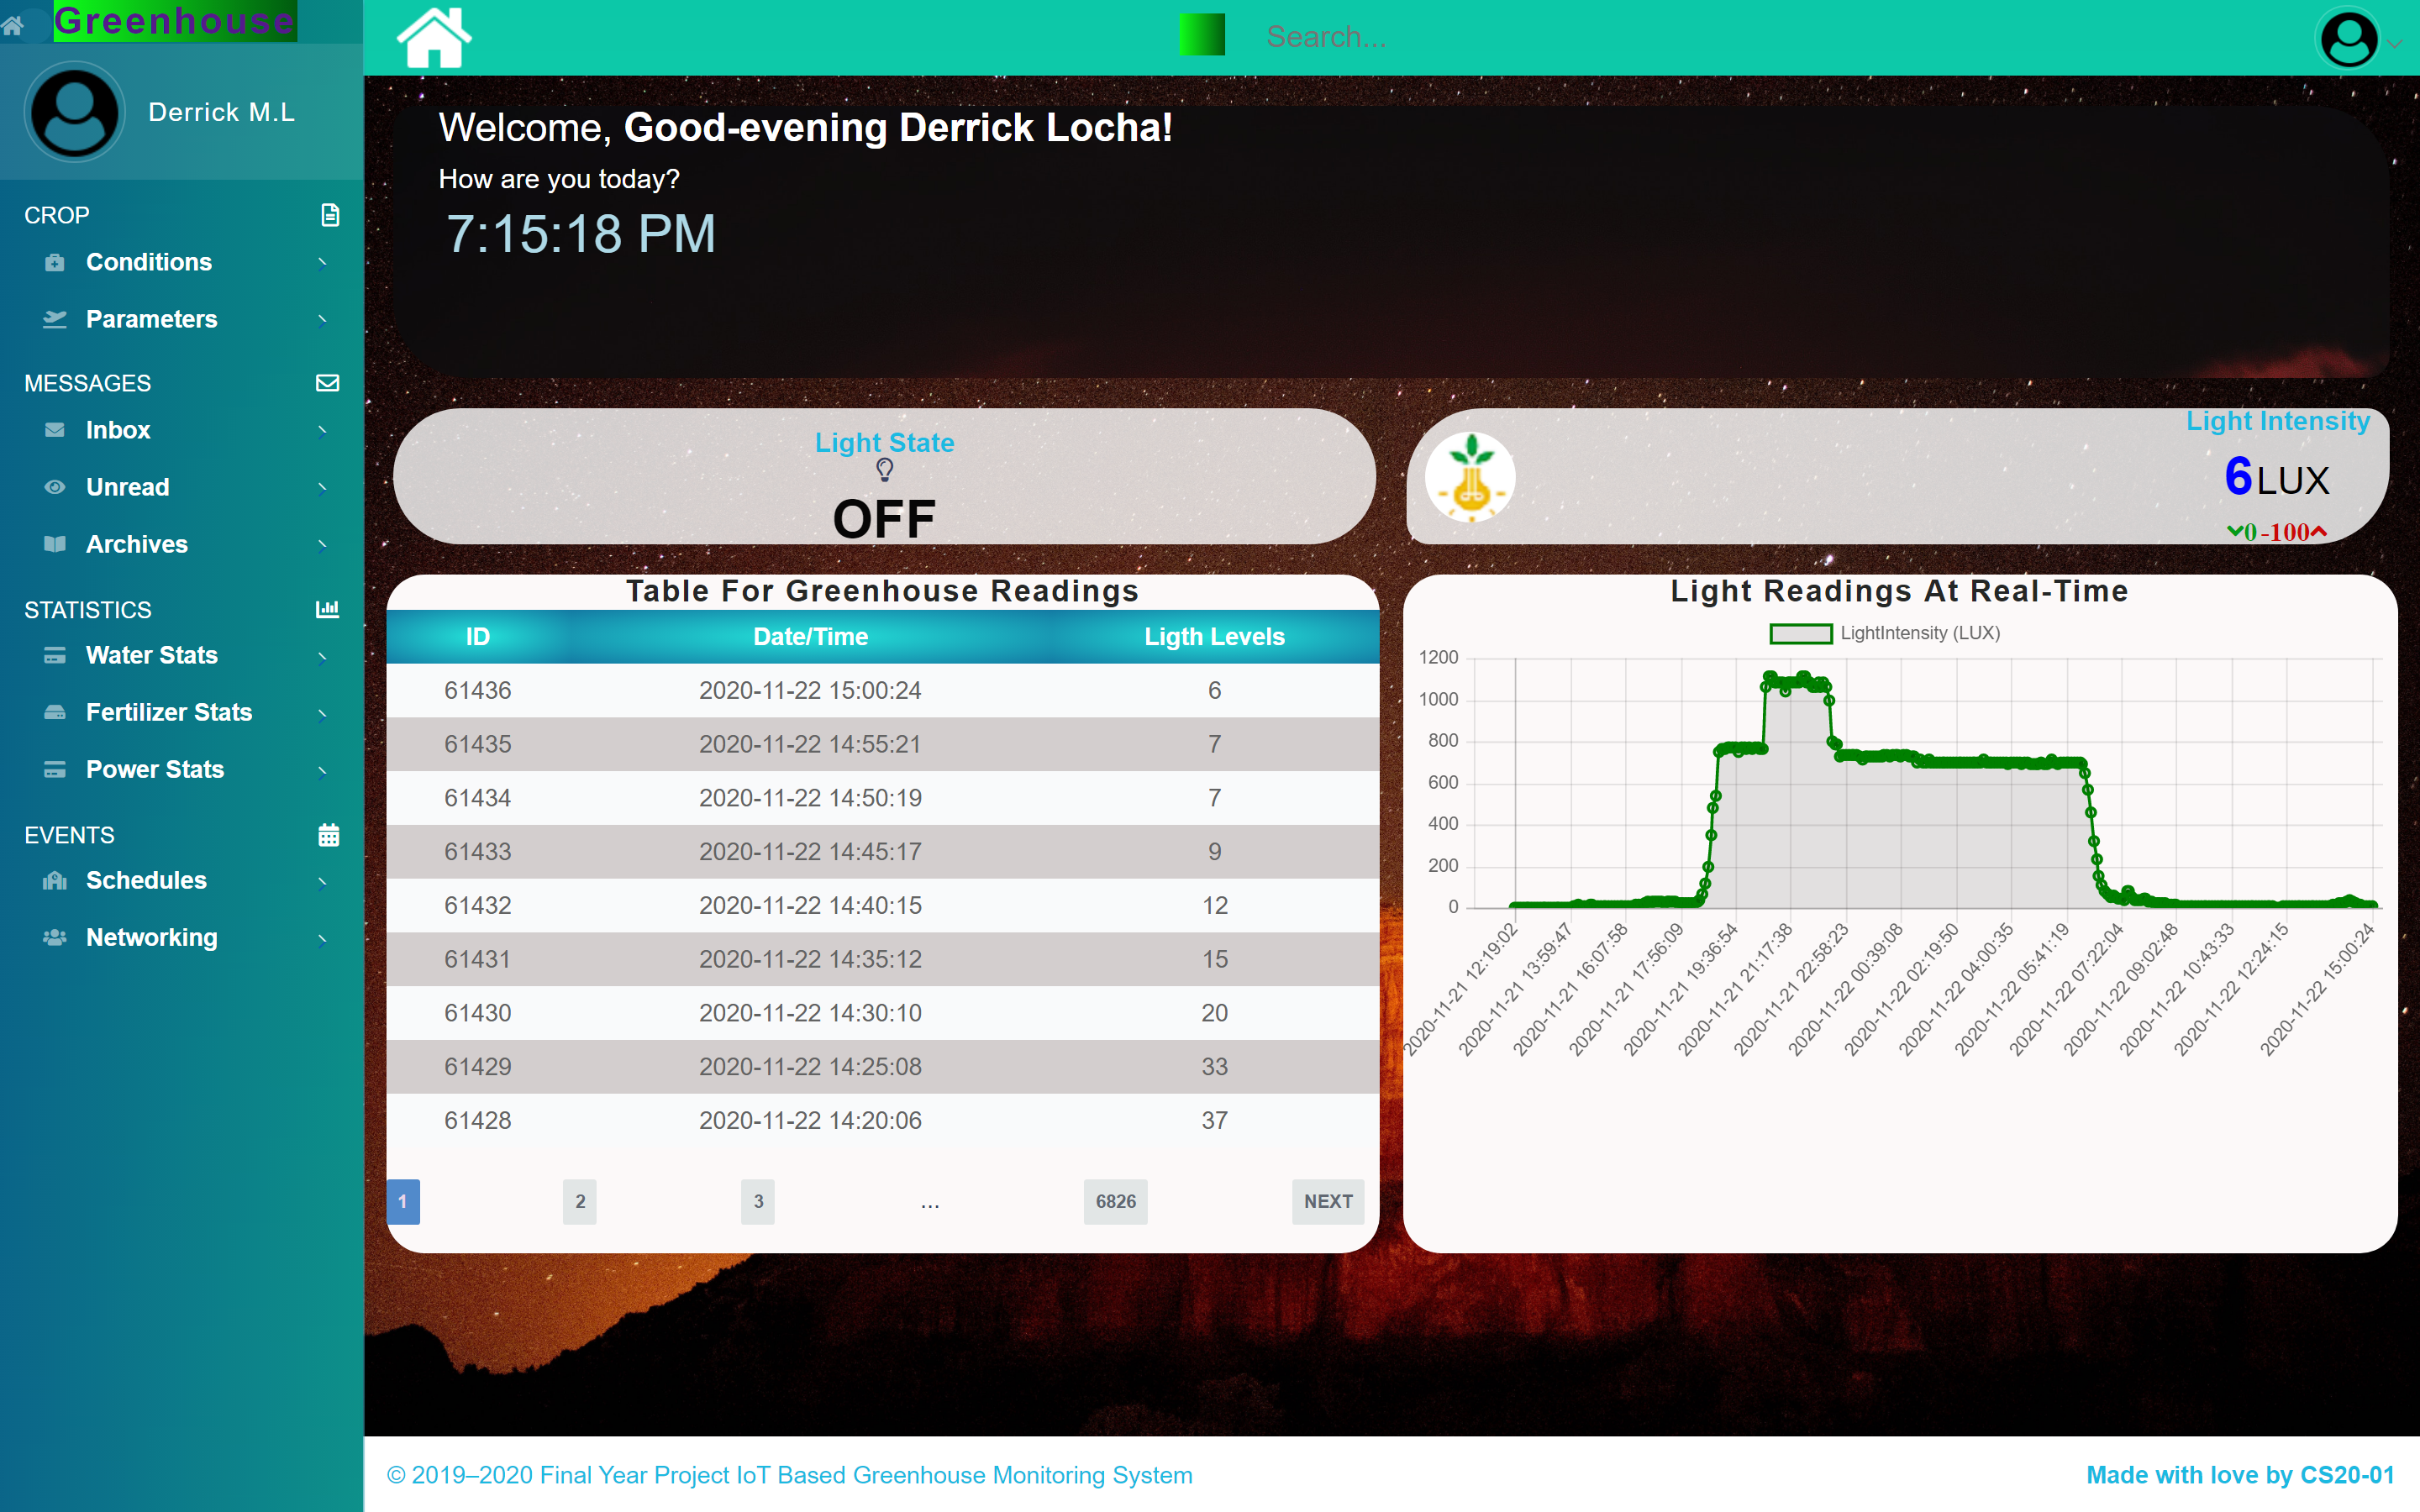 Greenhouse
Search...
Derrick M.L
CROP
Conditions
Parameters
MESSAGES
Inbox
Unread
Archives
STATISTICS
Water Stats
Fertilizer Stats
Power Stats
EVENTS
Schedules
Networking
Welcome, Good-evening Derrick Locha!
How are you today?
7:15:18 PM
Light State
OFF
Light Intensity
6 LUX
0 -100
Table For Greenhouse Readings
ID Date/Time Ligth Levels
61436 2020-11-22 15:00:24 6
61435 2020-11-22 14:55:21 7
61434 2020-11-22 14:50:19 7
61433 2020-11-22 14:45:17 9
61432 2020-11-22 14:40:15 12
61431 2020-11-22 14:35:12 15
61430 2020-11-22 14:30:10 20
61429 2020-11-22 14:25:08 33
61428 2020-11-22 14:20:06 37
1 2 3 ... 6826 NEXT
Light Readings At Real-Time
LightIntensity (LUX)
1200
1000
800
600
400
200
0
2020-11-21 12:19:02
2020-11-21 13:59:47
2020-11-21 16:07:58
2020-11-21 17:56:09
2020-11-21 19:36:54
2020-11-21 21:17:38
2020-11-21 22:58:23
2020-11-22 00:39:08
2020-11-22 02:19:50
2020-11-22 04:00:35
2020-11-22 05:41:19
2020-11-22 07:22:04
2020-11-22 09:02:48
2020-11-22 10:43:33
2020-11-22 12:24:15
2020-11-22 15:00:24
© 2019–2020 Final Year Project IoT Based Greenhouse Monitoring System
Made with love by CS20-01